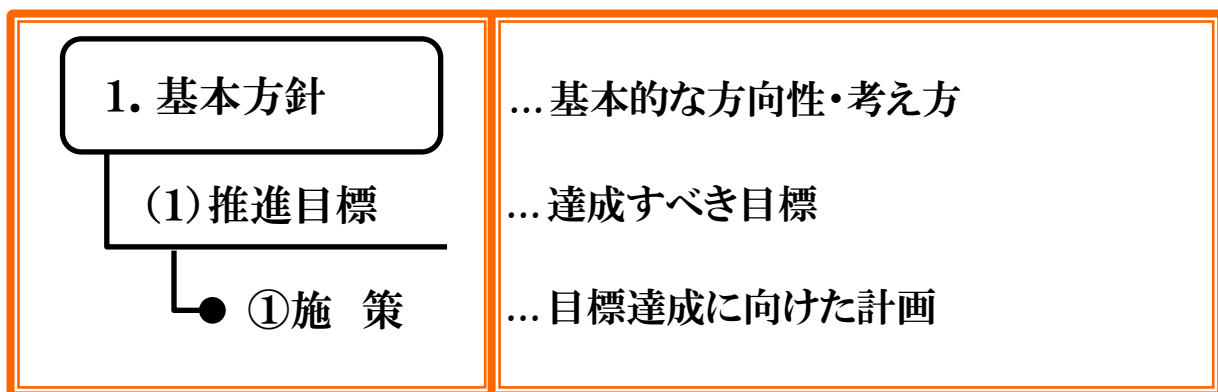 1. 基本方針
…基本的な方向性・考え方
(1)推進目標
…達成すべき目標
①施 策
…目標達成に向けた計画